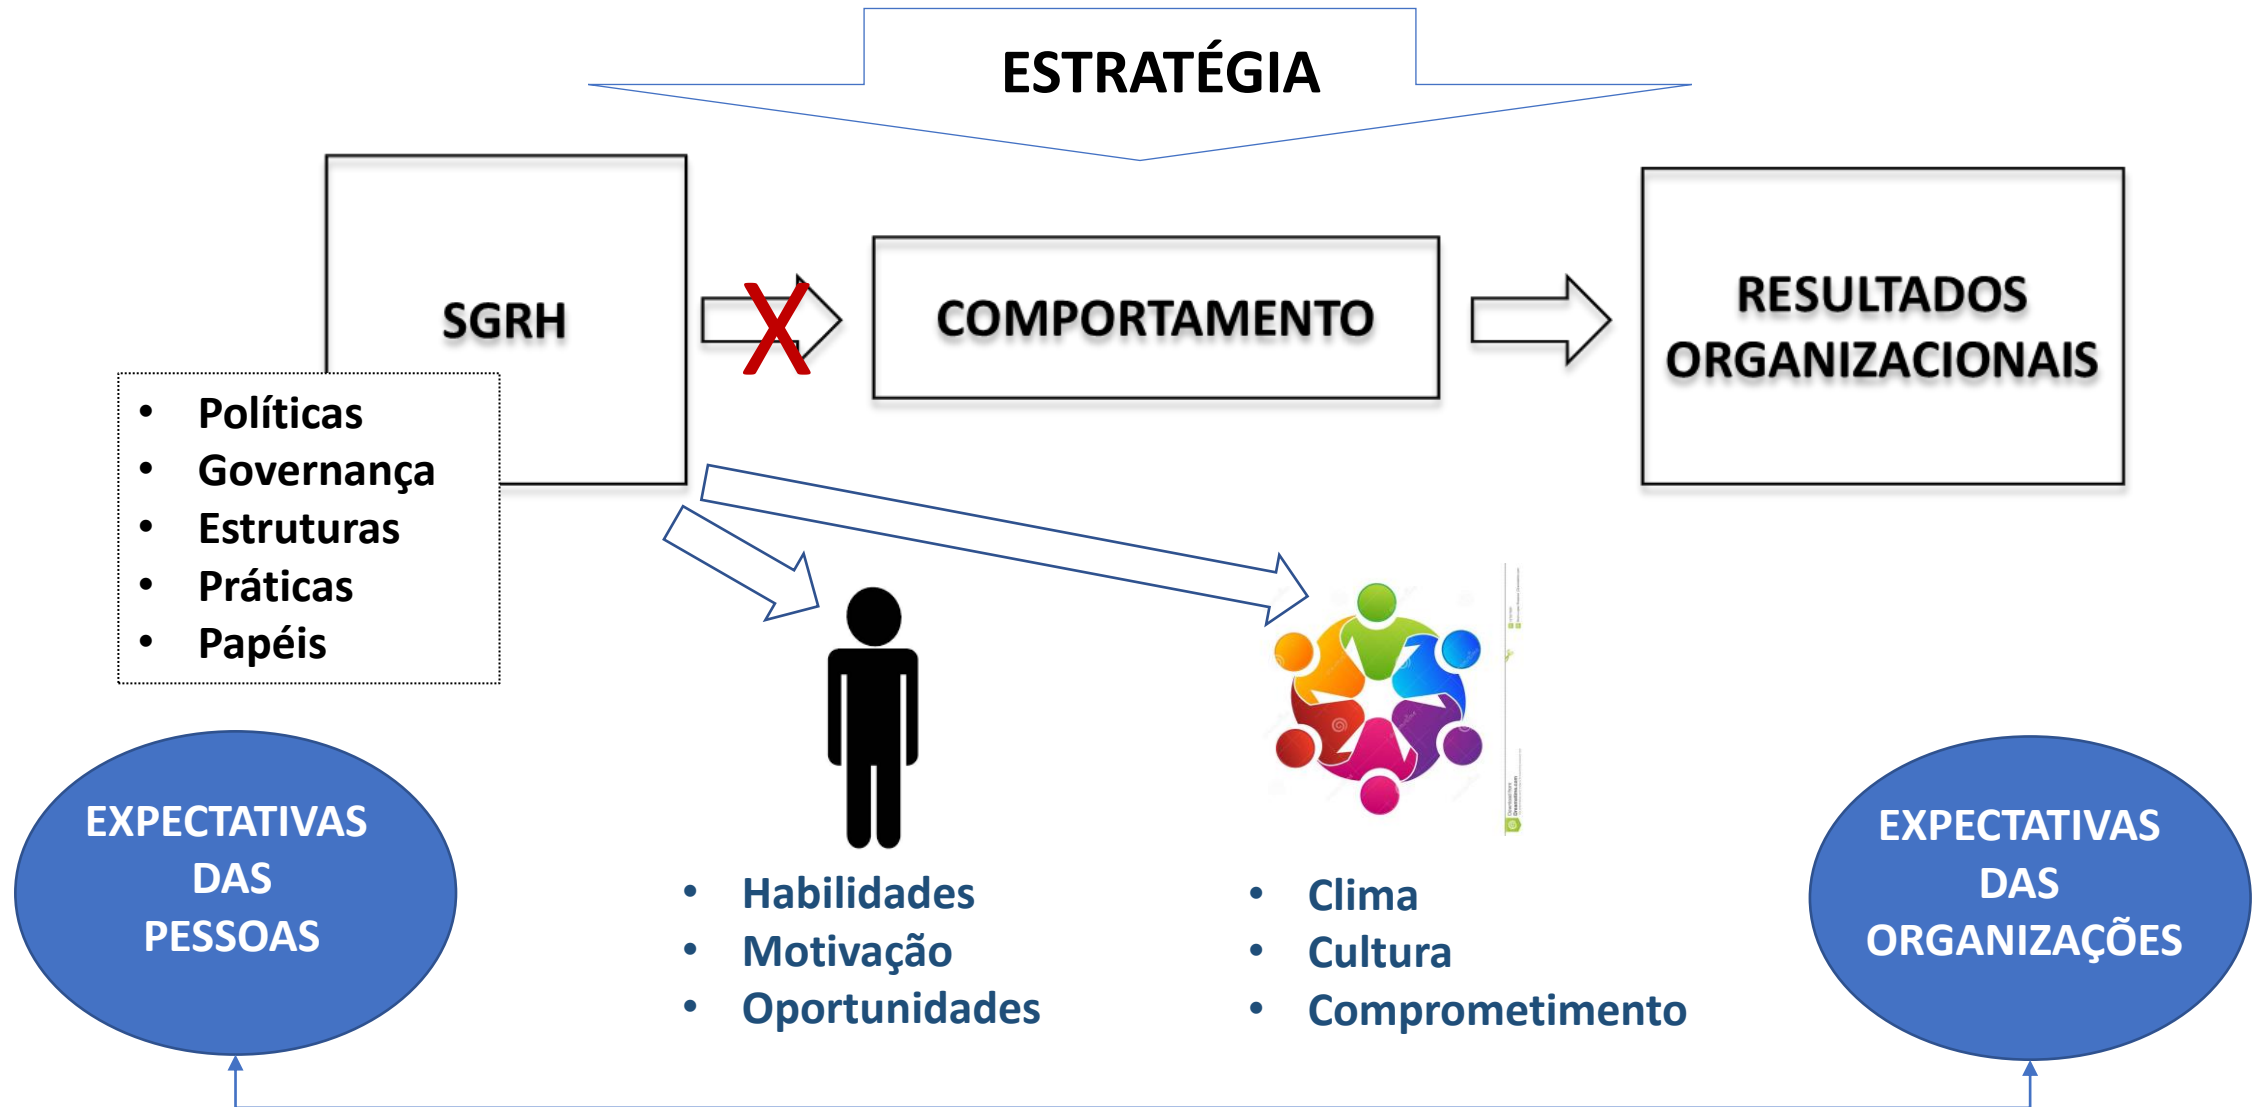 ESTRATÉGIA
SGRH
X
COMPORTAMENTO
RESULTADOS
ORGANIZACIONAIS
• Políticas
• Governança
• Estruturas
• Práticas
• Papéis
EXPECTATIVAS
DAS
PESSOAS
• Habilidades
• Motivação
• Oportunidades
• Clima
• Cultura
• Comprometimento
EXPECTATIVAS
DAS
ORGANIZAÇÕES